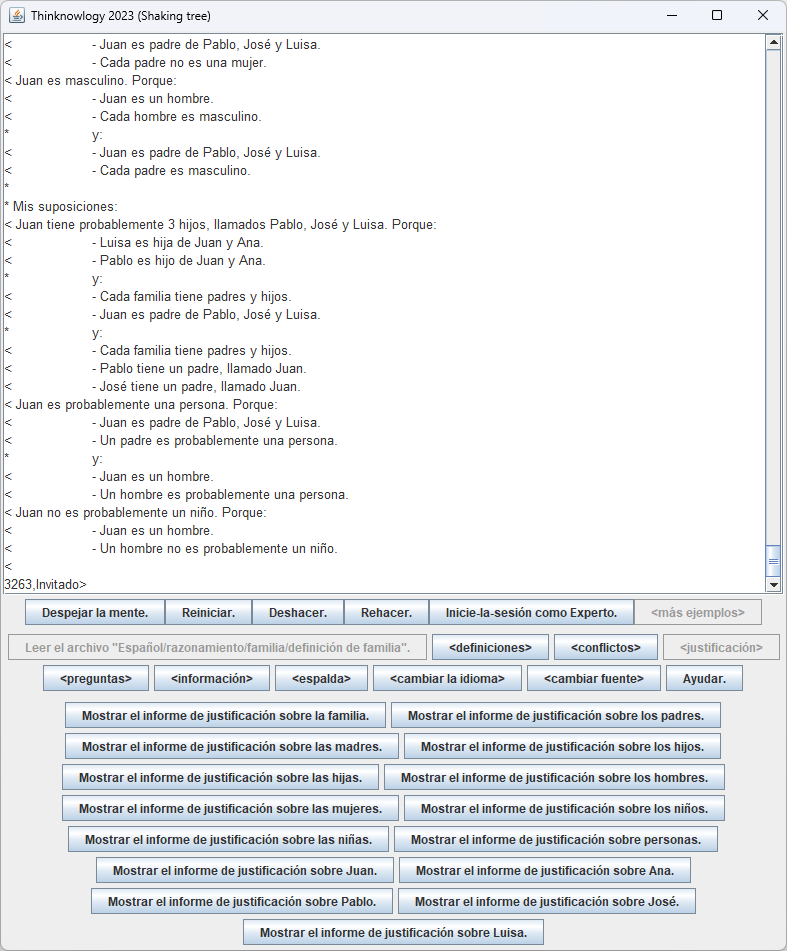 Thinknowlogy 2023 (Shaking tree)
< - Juan es padre de Pablo, José y Luisa.
< - Cada padre no es una mujer.
< Juan es masculino. Porque:
< - Juan es un hombre.
< - Cada hombre es masculino.
* y:
< - Juan es padre de Pablo, José y Luisa.
< - Cada padre es masculino.
*
* Mis suposiciones:
< Juan tiene probablemente 3 hijos, llamados Pablo, José y Luisa. Porque:
< - Luisa es hija de Juan y Ana.
< - Pablo es hijo de Juan y Ana.
* y:
< - Cada familia tiene padres y hijos.
< - Juan es padre de Pablo, José y Luisa.
* y:
< - Cada familia tiene padres y hijos.
< - Pablo tiene un padre, llamado Juan.
< - José tiene un padre, llamado Juan.
< Juan es probablemente una persona. Porque:
< - Juan es padre de Pablo, José y Luisa.
< - Un padre es probablemente una persona.
* y:
< - Juan es un hombre.
< - Un hombre es probablemente una persona.
< Juan no es probablemente un niño. Porque:
< - Juan es un hombre.
< - Un hombre no es probablemente un niño.
<
3263,Invitado>
Despejar la mente. Reiniciar. Deshacer. Rehacer. Inicie-la-sesión como Experto. <más ejemplos>
Leer el archivo "Español/razonamiento/familia/definición de familia". <definiciones> <conflictos> <justificación>
<preguntas> <información> <espalda> <cambiar la idioma> <cambiar fuente> Ayudar.
Mostrar el informe de justificación sobre la familia. Mostrar el informe de justificación sobre los padres.
Mostrar el informe de justificación sobre las madres. Mostrar el informe de justificación sobre los hijos.
Mostrar el informe de justificación sobre las hijas. Mostrar el informe de justificación sobre los hombres.
Mostrar el informe de justificación sobre las mujeres. Mostrar el informe de justificación sobre los niños.
Mostrar el informe de justificación sobre las niñas. Mostrar el informe de justificación sobre personas.
Mostrar el informe de justificación sobre Juan. Mostrar el informe de justificación sobre Ana.
Mostrar el informe de justificación sobre Pablo. Mostrar el informe de justificación sobre José.
Mostrar el informe de justificación sobre Luisa.